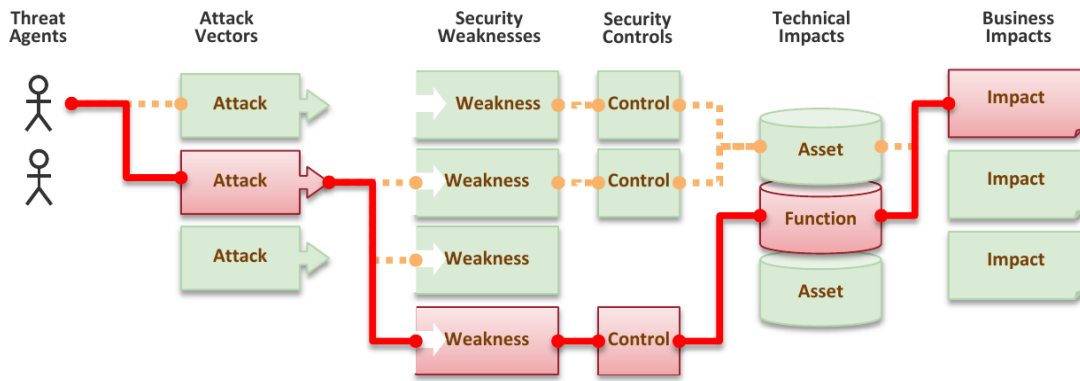 Threat
Agents
Attack
Vectors
Security
Weaknesses
Security
Controls
Technical
Impacts
Business
Impacts
Attack
Weakness
Control
Impact
Asset
Attack
Weakness
Control
Impact
Function
Attack
Weakness
Impact
Asset
Weakness
Control